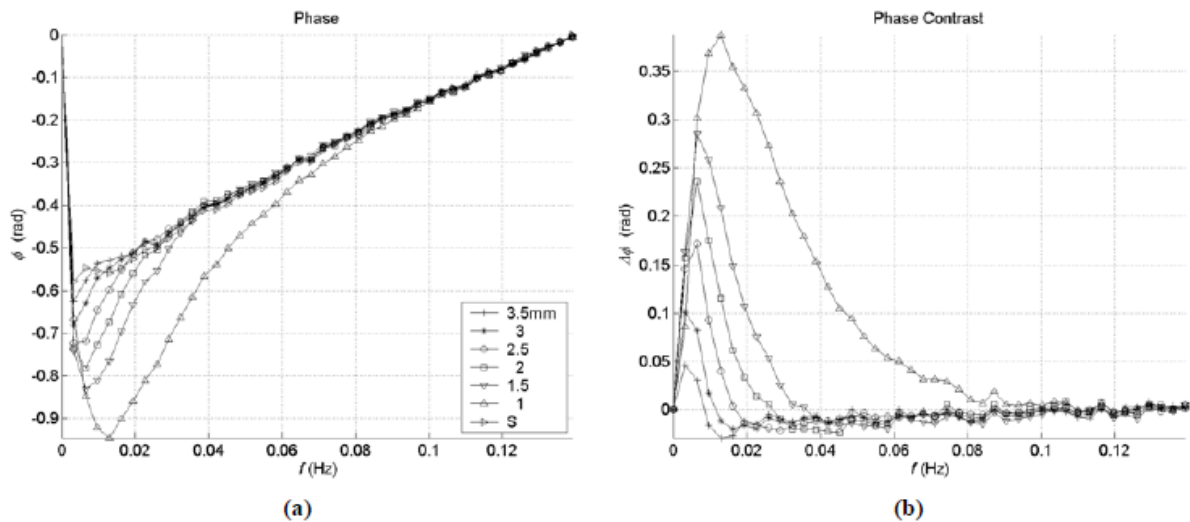 Phase
0
-0.1
-0.2
-0.3
-0.4
-0.5
-0.6
-0.7
-0.8
-0.9
ϕ (rad)
3.5mm
3
2.5
2
1.5
1
S
0 0.02 0.04 0.06 0.08 0.1 0.12
f (Hz)
(a)
Phase Contrast
0.35
0.3
0.25
0.2
0.15
0.1
0.05
0
Δϕ (rad)
0 0.02 0.04 0.06 0.08 0.1 0.12
f (Hz)
(b)